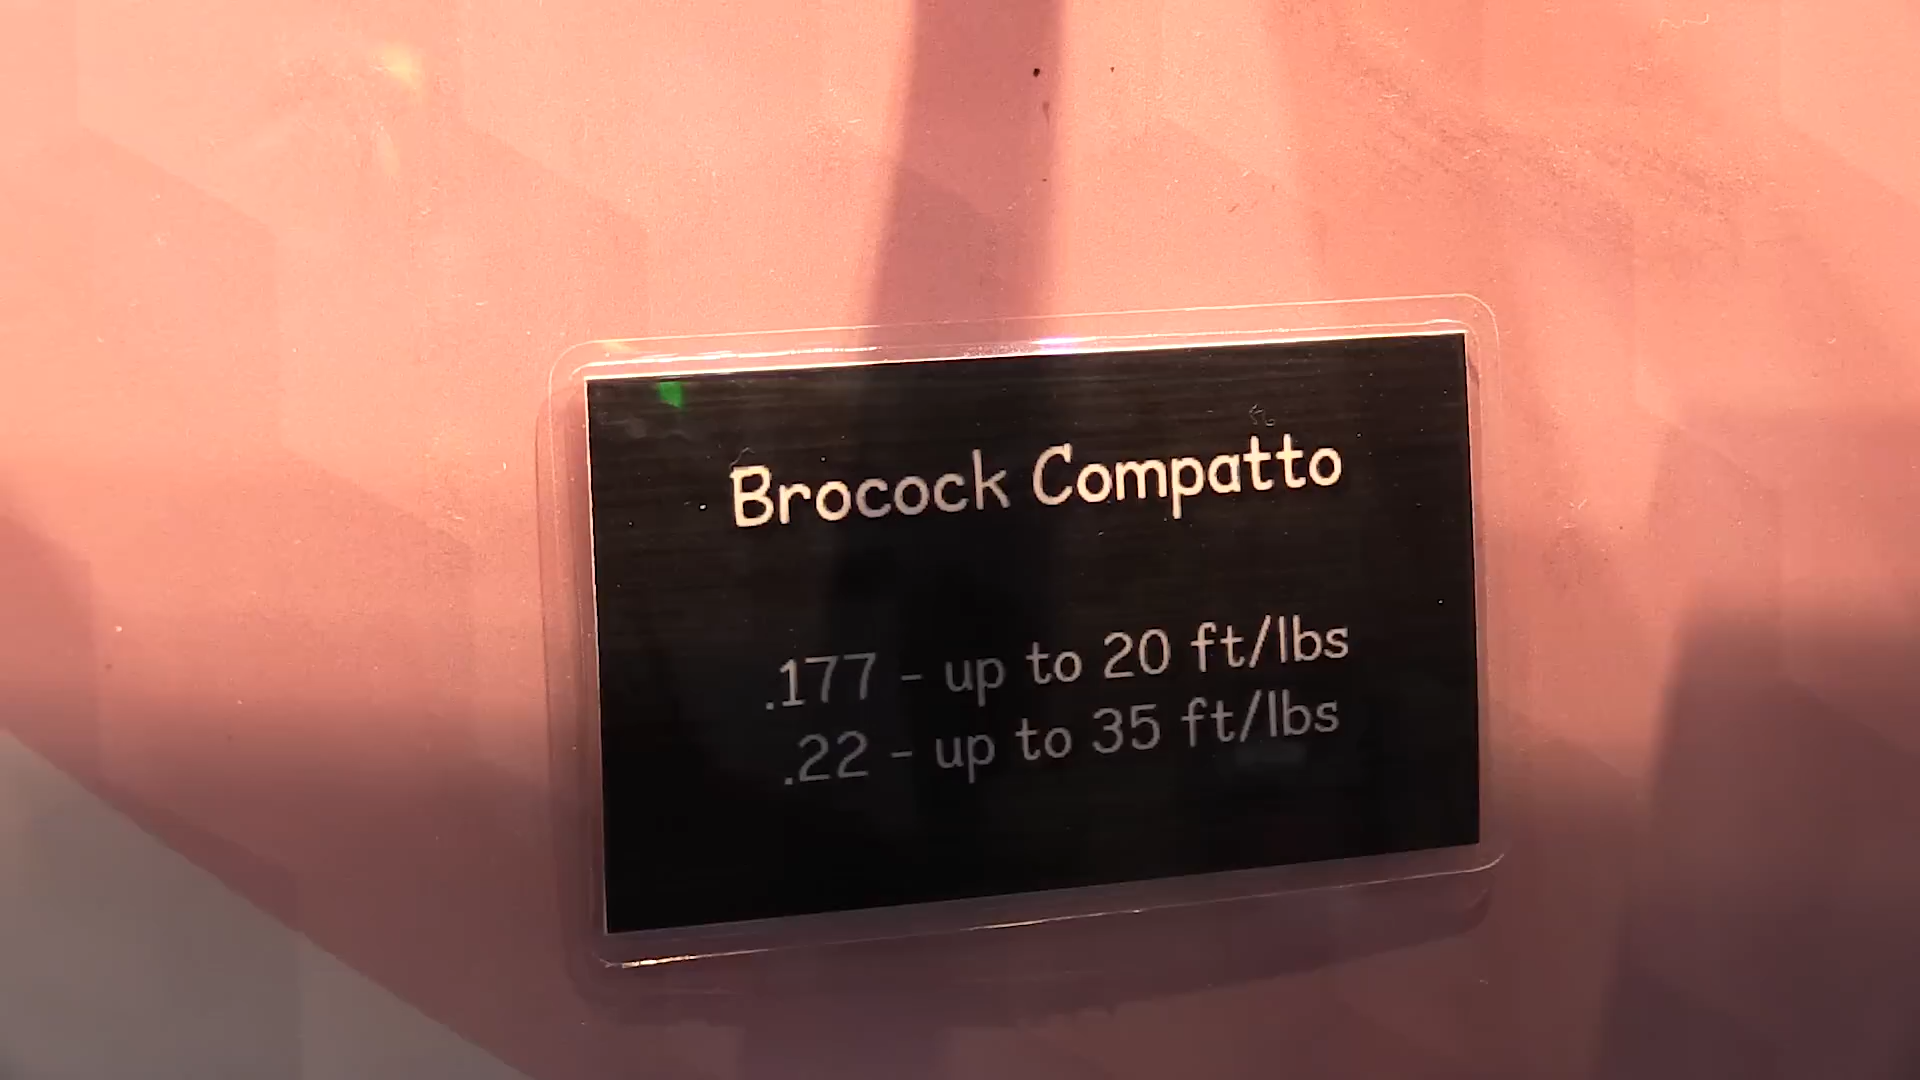 Brocock Compatto
.177 - up to 20 ft/lbs
.22 - up to 35 ft/lbs